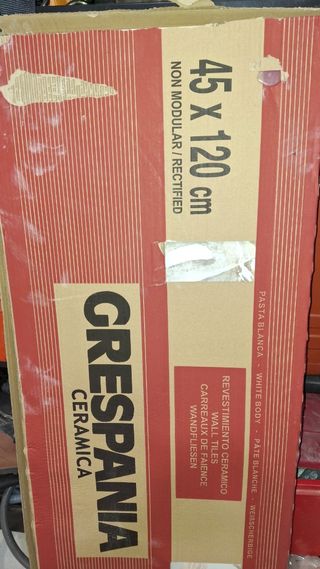 45 x 120 cm
NON MODULAR / RECTIFIED
PASTA BLANCA - WHITE BODY - PÂTE BLANCHE - WEISSCHERBIGE
REVESTIMIENTO CERAMICO
WALL TILES
CARREAUX DE FAIENCE
WANDFLIESEN
GRESPANIA
CERAMICA